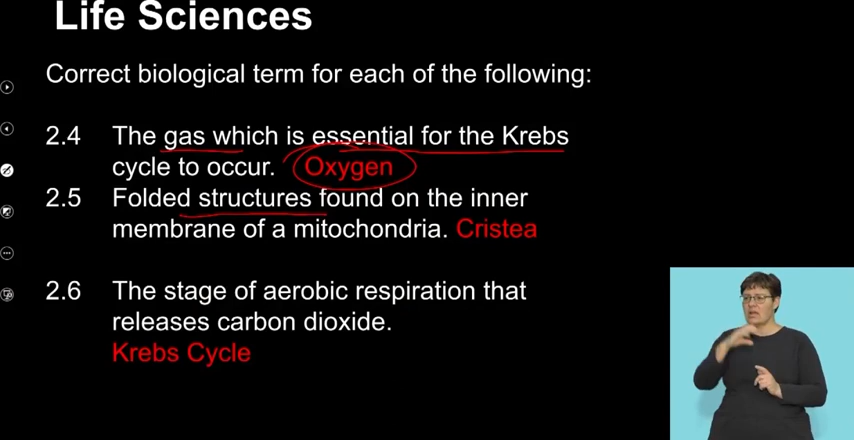 Life Sciences
Correct biological term for each of the following:
2.4 The gas which is essential for the Krebs
cycle to occur. Oxygen
2.5 Folded structures found on the inner
membrane of a mitochondria. Cristea
2.6 The stage of aerobic respiration that
releases carbon dioxide.
Krebs Cycle